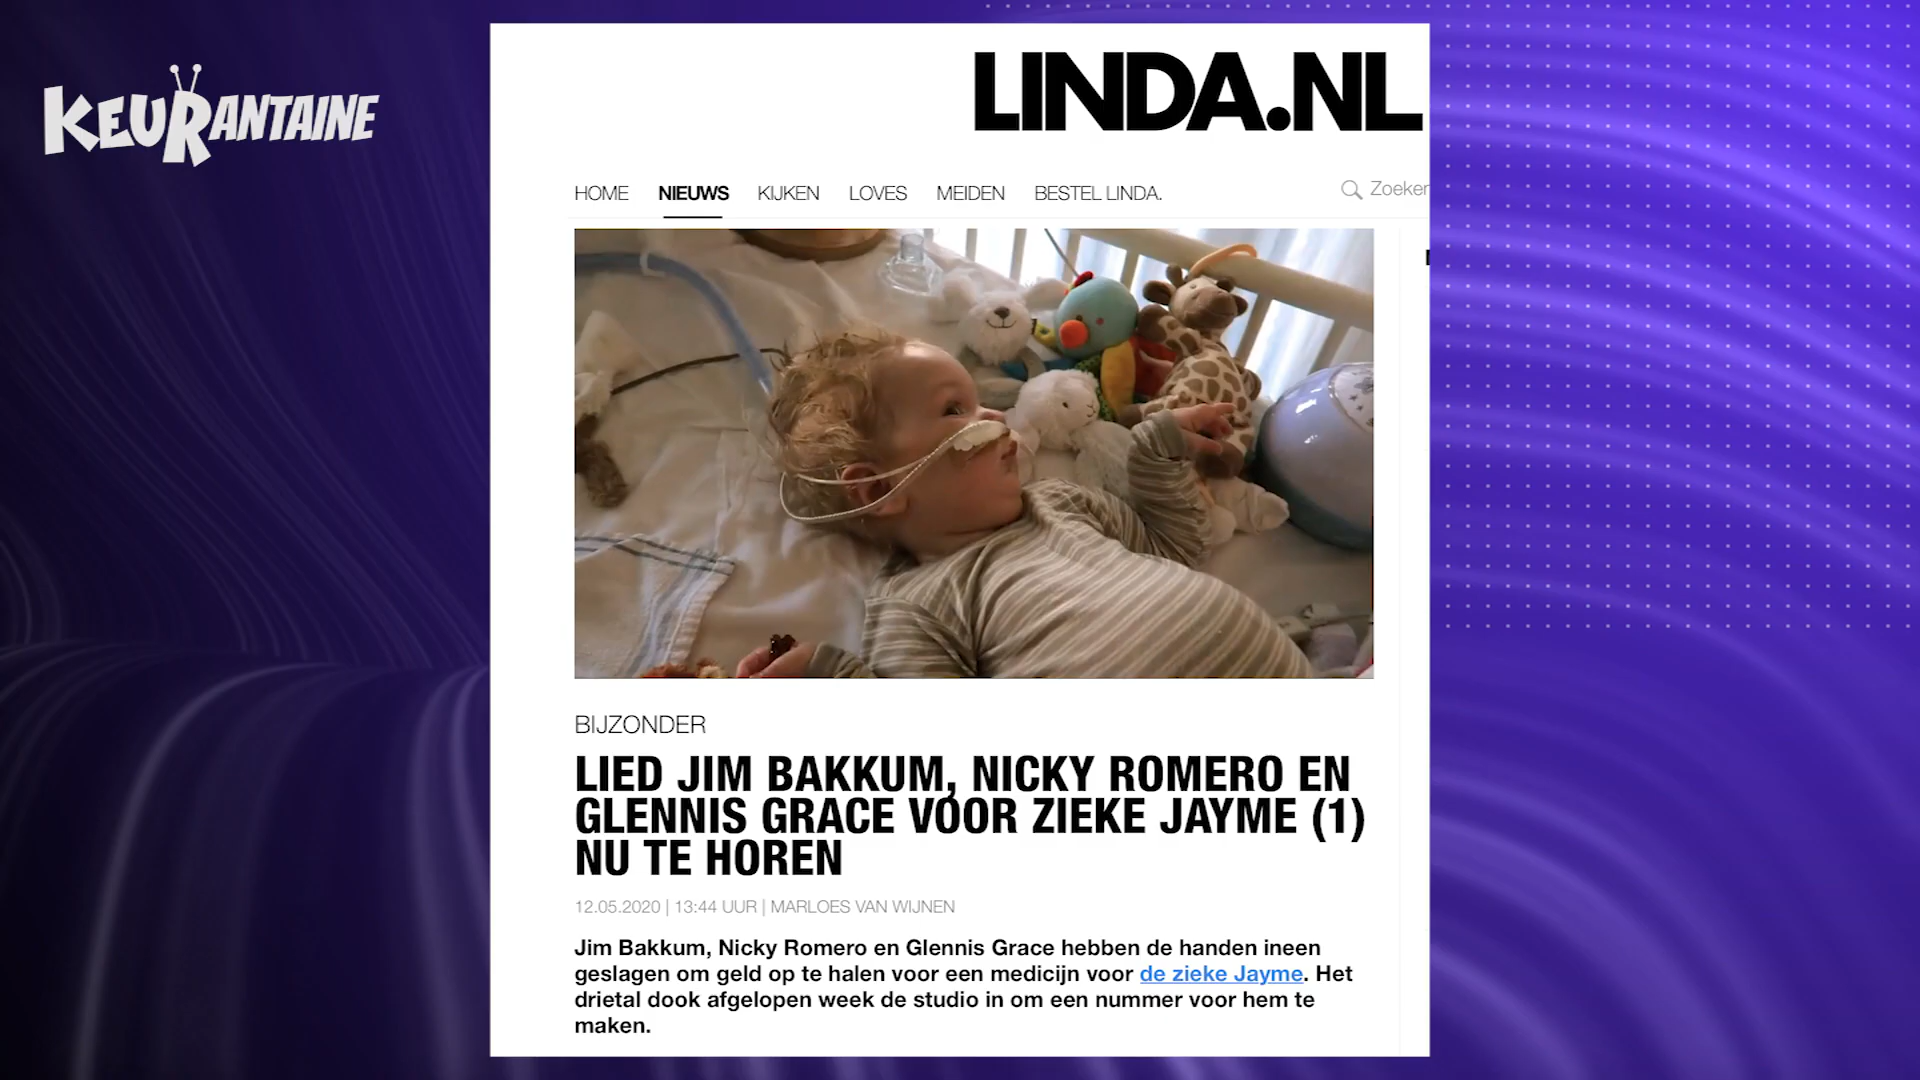 KEURANTAINE
LINDA.NL
HOME NIEUWS KIJKEN LOVES MEIDEN BESTEL LINDA.
Zoeken
BIJZONDER
LIED JIM BAKKUM, NICKY ROMERO EN
GLENNIS GRACE VOOR ZIEKE JAYME (1)
NU TE HOREN
12.05.2020 | 13:44 UUR | MARLOES VAN WIJNEN
Jim Bakkum, Nicky Romero en Glennis Grace hebben de handen ineen
geslagen om geld op te halen voor een medicijn voor de zieke Jayme. Het
drietal dook afgelopen week de studio in om een nummer voor hem te
maken.